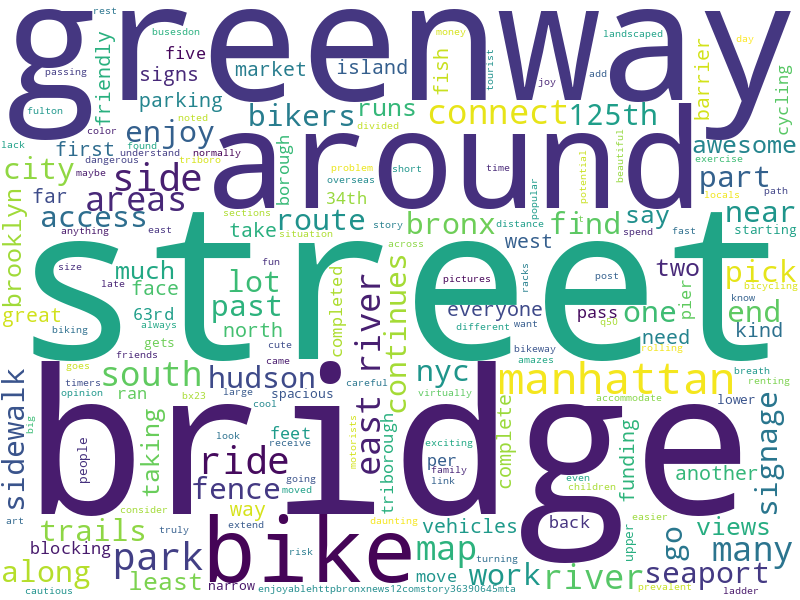 greenway
around
street
bridge
bike
manhattan
river
park
ride
connect
125th
bikers
enjoy
runs
signs
five
busesdon
rest
passing
friendly
market
island
money
tourist
fish
joy
landscaped
add
day
barrier
cycling
parking
fulton
noted
divided
color
lack
first
dangerous
understand
found
normally
triboro
maybe
borough
problem
short
overseas
time
popular
potential
beautiful
exercise
locals
awesome
part
path
city
side
areas
34th
far
access
brooklyn
anything
east
sections
situation
route
take
story
distance
across
bronx
find
spend
say
fast
near
starting
west
much
lot
past
face
size
late
fun
63rd
north
completed
continues
east river
pictures
racks
post
want
different
everyone
pass
q50
one
two
pier
pick
bicycling
know
end
kind
need
great
biking
always
gets
cute
friends
came
goes
south
hudson
nyc
bikeway
amazes
rolling
breath
renting
timers
opinion
bx23
ran
large
cool
spacious
careful
virtually
accommodate
lower
sidewalk
big
people
taking
look
receive
feet
fence
motorists
triborough
exciting
per
family
link
complete
children
even
funding
another
signage
art
consider
way
going
moved
truly
extend
trails
blocking
daunting
vehicles
back
upper
easier
go
views
many
along
least
narrow
risk
map
turning
move
work
seaport
prevalent
ladder
cautious
enjoyablehttpbronxnews12comstory36390645mta